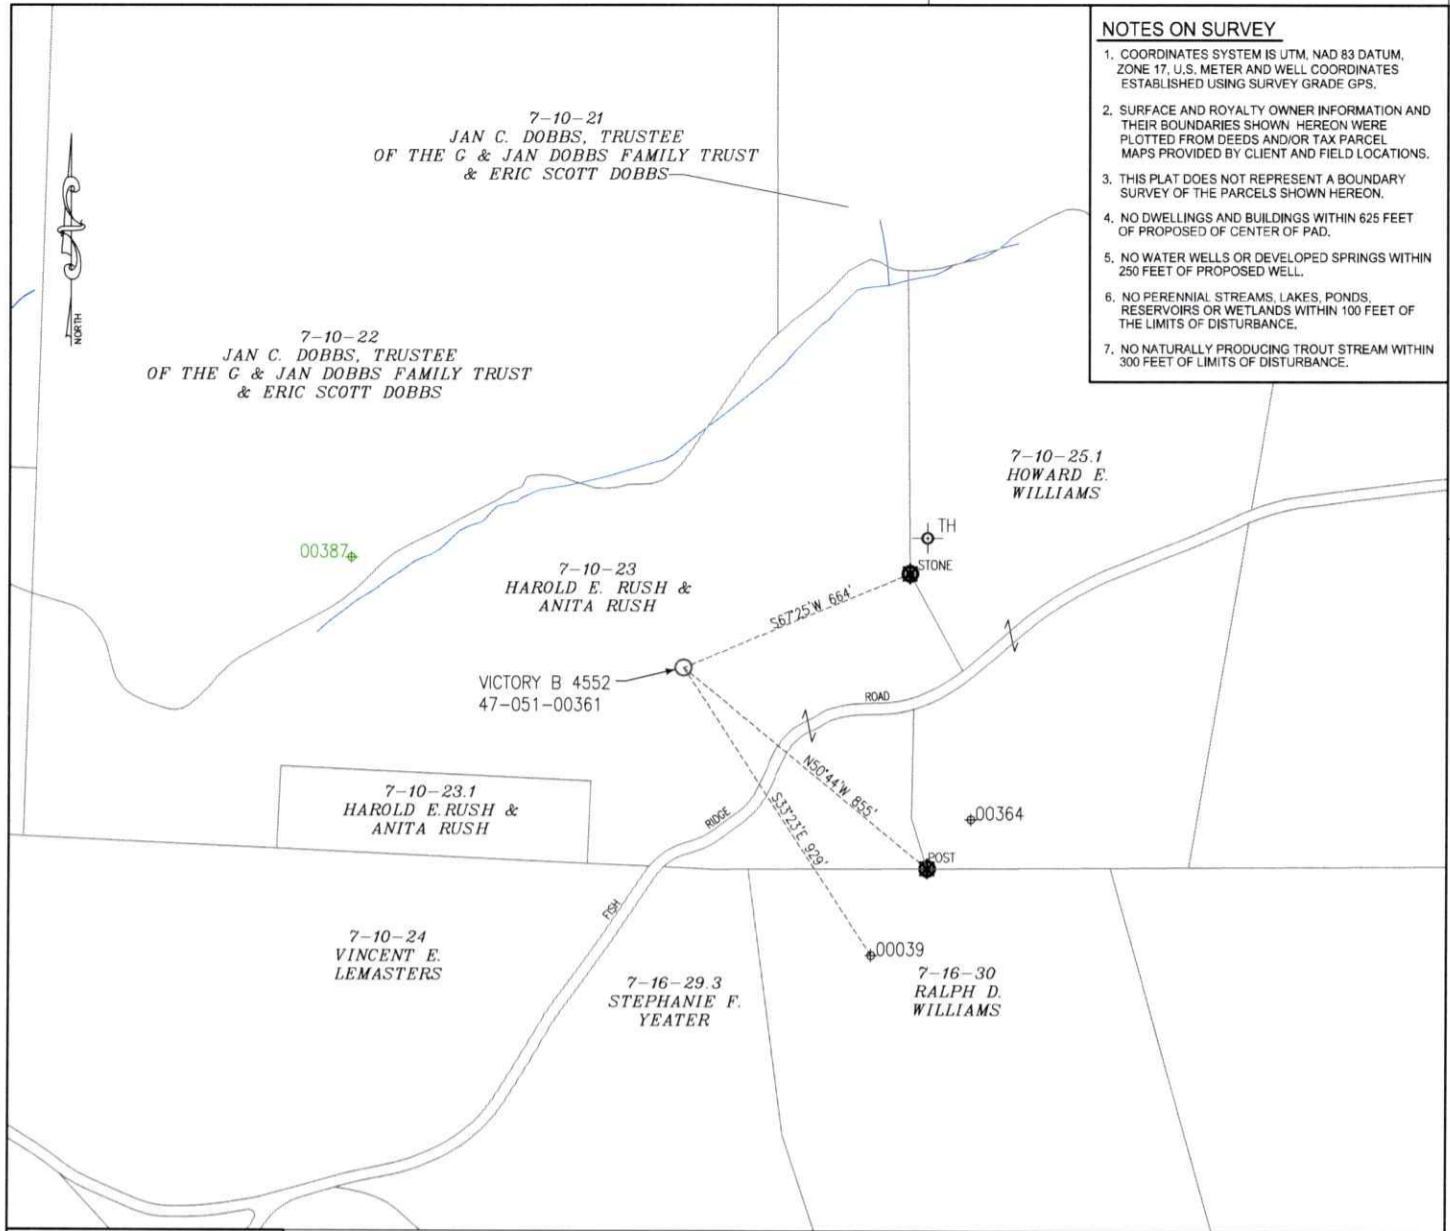 NOTES ON SURVEY
1. COORDINATES SYSTEM IS UTM, NAD 83 DATUM,
ZONE 17, U.S. METER AND WELL COORDINATES
ESTABLISHED USING SURVEY GRADE GPS.
2. SURFACE AND ROYALTY OWNER INFORMATION AND
THEIR BOUNDARIES SHOWN HEREON WERE
PLOTTED FROM DEEDS AND/OR TAX PARCEL
MAPS PROVIDED BY CLIENT AND FIELD LOCATIONS.
3. THIS PLAT DOES NOT REPRESENT A BOUNDARY
SURVEY OF THE PARCELS SHOWN HEREON.
4. NO DWELLINGS AND BUILDINGS WITHIN 625 FEET
OF PROPOSED OF CENTER OF PAD.
5. NO WATER WELLS OR DEVELOPED SPRINGS WITHIN
250 FEET OF PROPOSED WELL.
6. NO PERENNIAL STREAMS, LAKES, PONDS,
RESERVOIRS OR WETLANDS WITHIN 100 FEET OF
THE LIMITS OF DISTURBANCE.
7. NO NATURALLY PRODUCING TROUT STREAM WITHIN
300 FEET OF LIMITS OF DISTURBANCE.
7-10-21
JAN C. DOBBS, TRUSTEE
OF THE G & JAN DOBBS FAMILY TRUST
& ERIC SCOTT DOBBS
NORTH
7-10-22
JAN C. DOBBS, TRUSTEE
OF THE G & JAN DOBBS FAMILY TRUST
& ERIC SCOTT DOBBS
7-10-25.1
HOWARD E.
WILLIAMS
TH
STONE
00387
7-10-23
HAROLD E. RUSH &
ANITA RUSH
S67°25'W 664'
VICTORY B 4552
47-051-00361
ROAD
N50°44'W 855'
S33°23'E 929'
7-10-23.1
HAROLD E.RUSH &
ANITA RUSH
RIDGE
00364
POST
FISH
7-10-24
VINCENT E.
LEMASTERS
00039
7-16-29.3
STEPHANIE F.
YEATER
7-16-30
RALPH D.
WILLIAMS